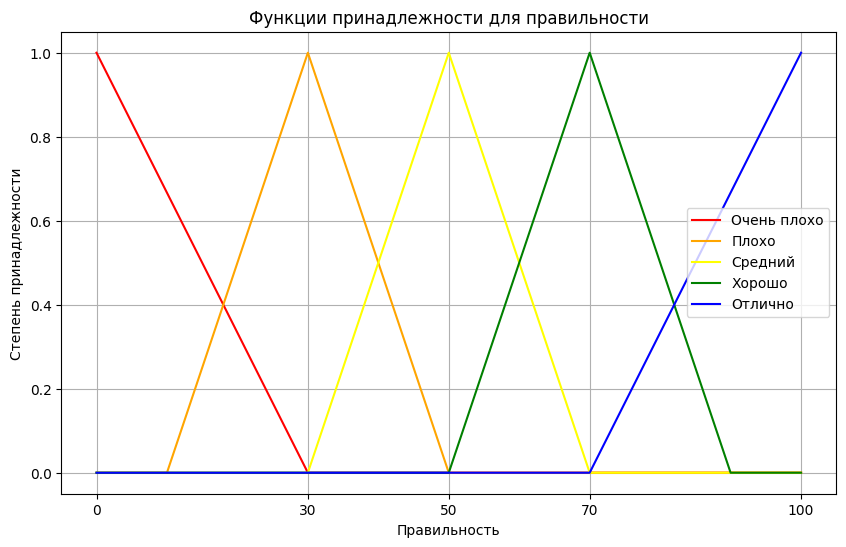 Функции принадлежности для правильности
Степень принадлежности
1.0
0.8
0.6
0.4
0.2
0.0
Очень плохо
Плохо
Средний
Хорошо
Отлично
0 30 50 70 100
Правильность